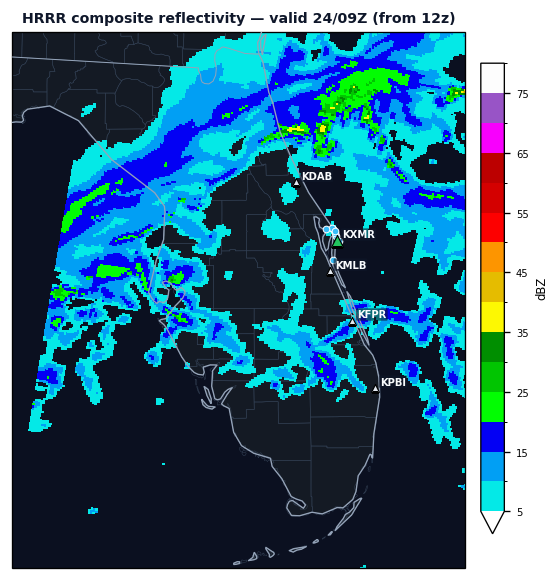 HRRR composite reflectivity — valid 24/09Z (from 12z)
KDAB
KXMR
KMLB
KFPR
KPBI
75
65
55
45
35
25
15
5
dBZ